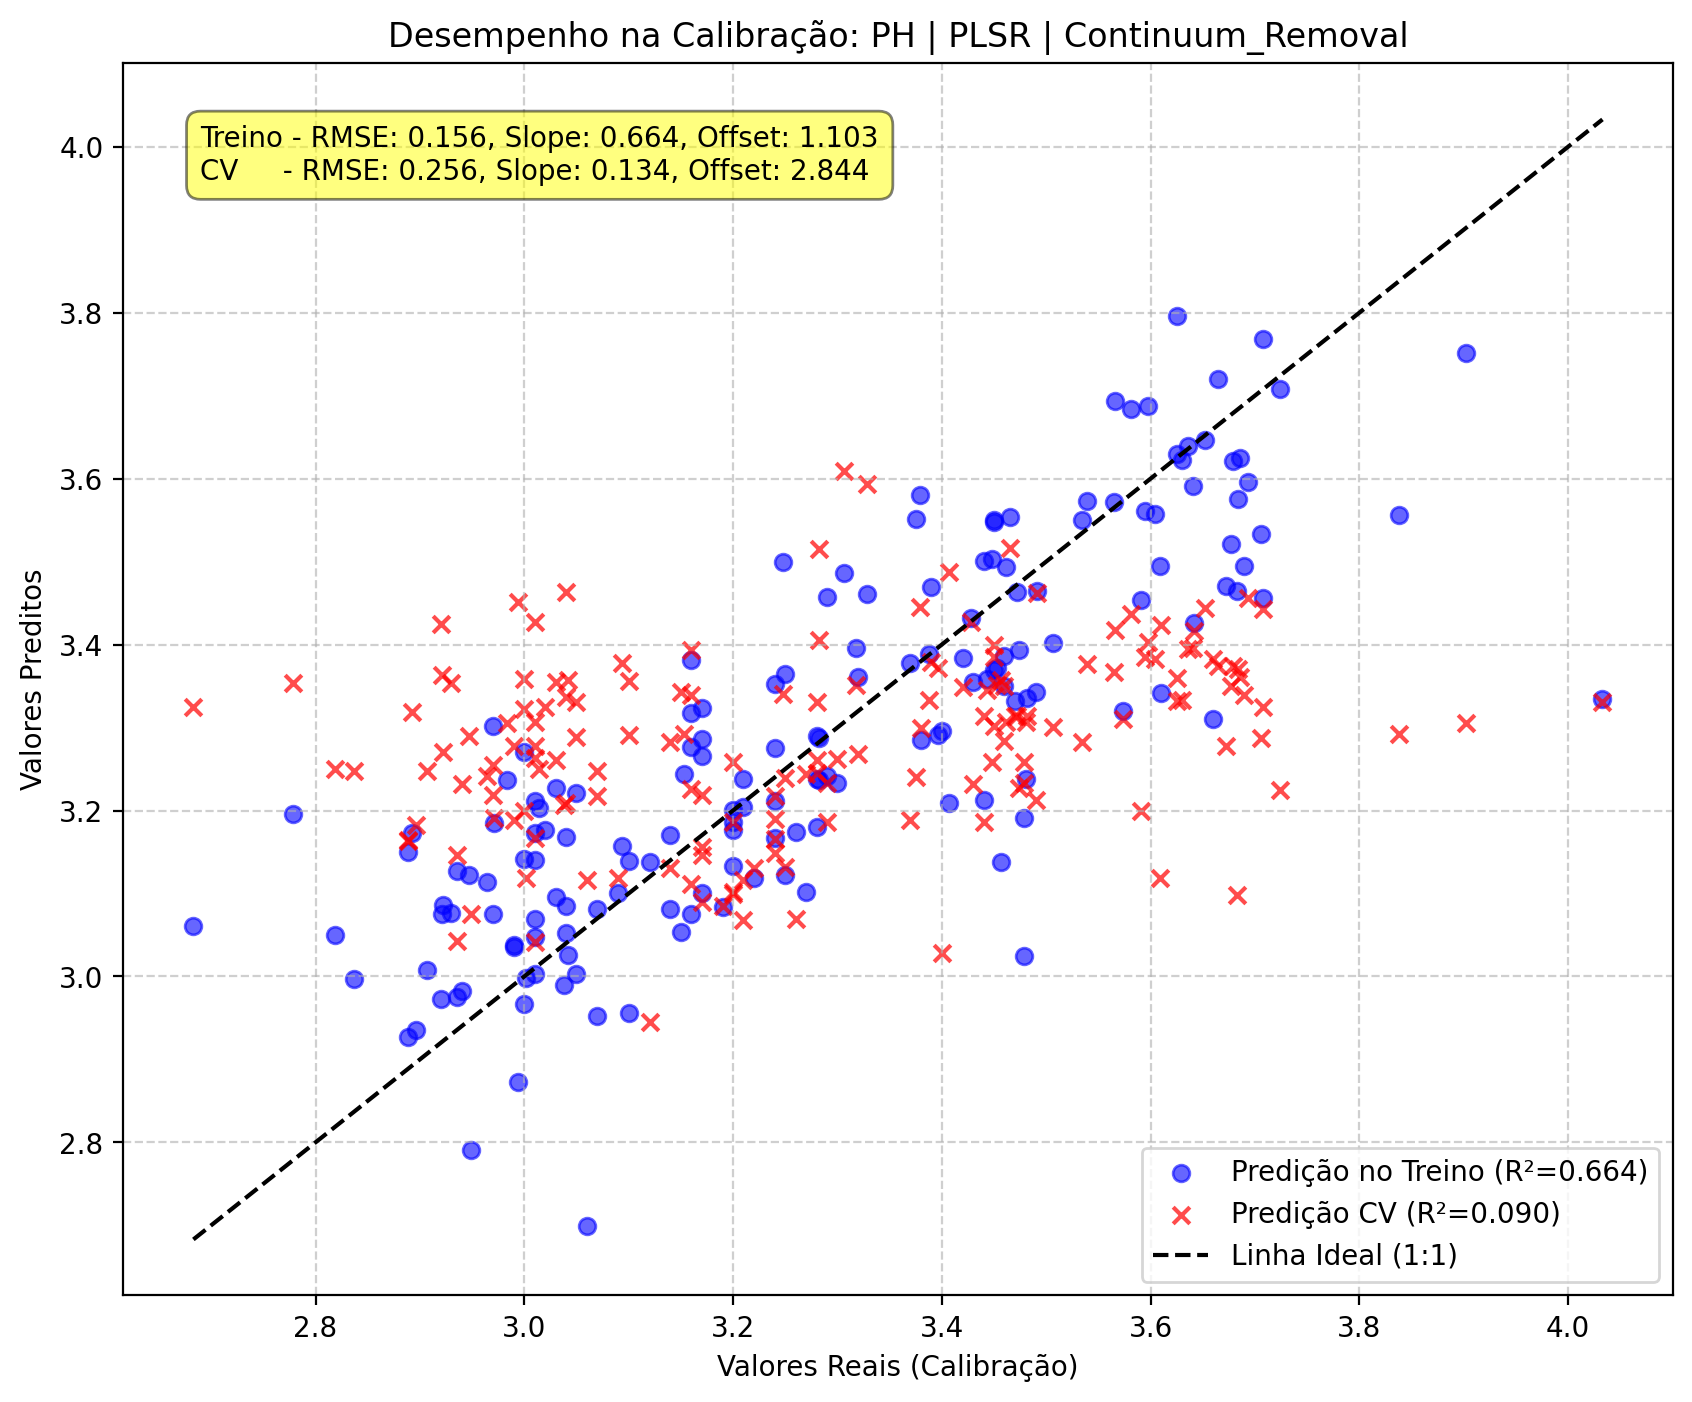 Desempenho na Calibração: PH | PLSR | Continuum_Removal
Treino - RMSE: 0.156, Slope: 0.664, Offset: 1.103
CV - RMSE: 0.256, Slope: 0.134, Offset: 2.844
4.0
3.8
3.6
3.4
3.2
3.0
2.8
Valores Preditos
Predição no Treino (R²=0.664)
Predição CV (R²=0.090)
Linha Ideal (1:1)
2.8 3.0 3.2 3.4 3.6 3.8 4.0
Valores Reais (Calibração)